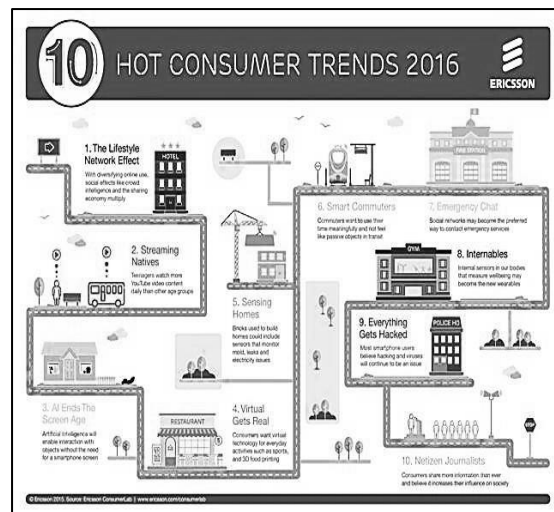 10 HOT CONSUMER TRENDS 2016
ERICSSON
1. The Lifestyle
Network Effect
With diversifying online use,
social effects like crowd
intelligence and the sharing
economy multiply
HOTEL
2. Streaming
Natives
Teenagers watch more
YouTube video content
daily than other age groups
3. AI Ends The
Screen Age
Artificial intelligence will
enable interaction with
objects without the need
for a smartphone screen
RESTAURANT
4. Virtual
Gets Real
Consumers want virtual
technology for everyday
activities such as sports,
and 3D food printing
5. Sensing
Homes
Bricks used to build
homes could include
sensors that monitor
mold, leaks and
electricity issues
6. Smart Commuters
Commuters want to use their
time meaningfully and not feel
like passive objects in transit
FIRE STATION
7. Emergency Chat
Social networks may become the preferred
way to contact emergency services
GYM
8. Internables
Internal sensors in our bodies
that measure wellbeing may
become the new wearables
9. Everything
Gets Hacked
Most smartphone users
believe hacking and viruses
will continue to be an issue
POLICE HQ
STOP
10. Netizen Journalists
Consumers share more information than ever
and believe it increases their influence on society
© Ericsson 2015. Source: Ericsson ConsumerLab | www.ericsson.com/consumerlab